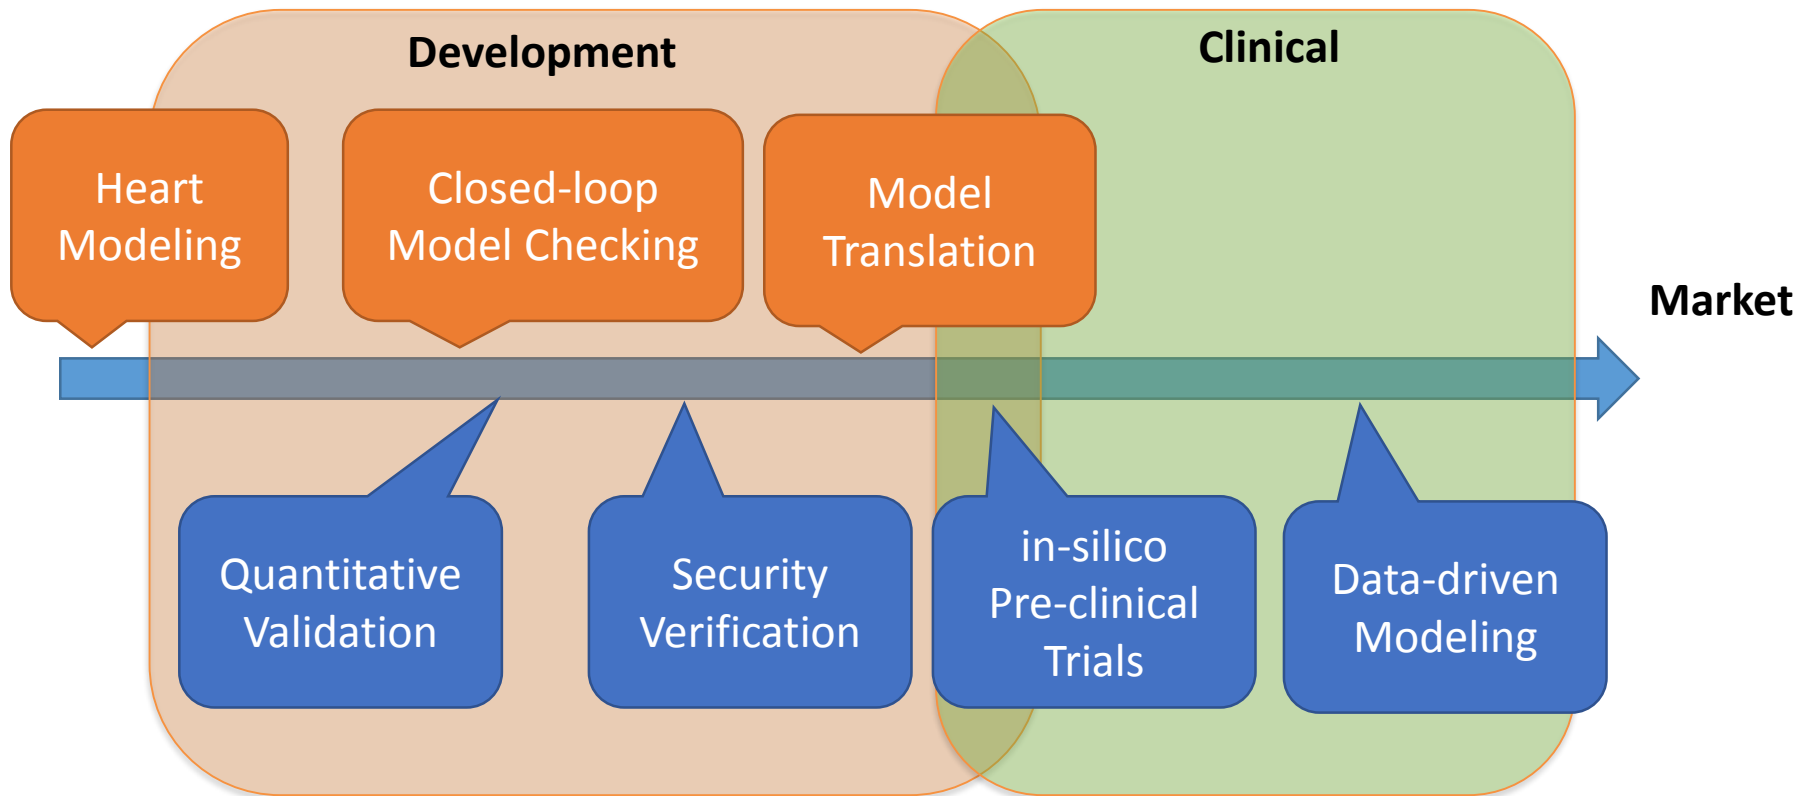 Development
Clinical
Heart
Modeling
Closed-loop
Model Checking
Model
Translation
Market
Quantitative
Validation
Security
Verification
in-silico
Pre-clinical
Trials
Data-driven
Modeling